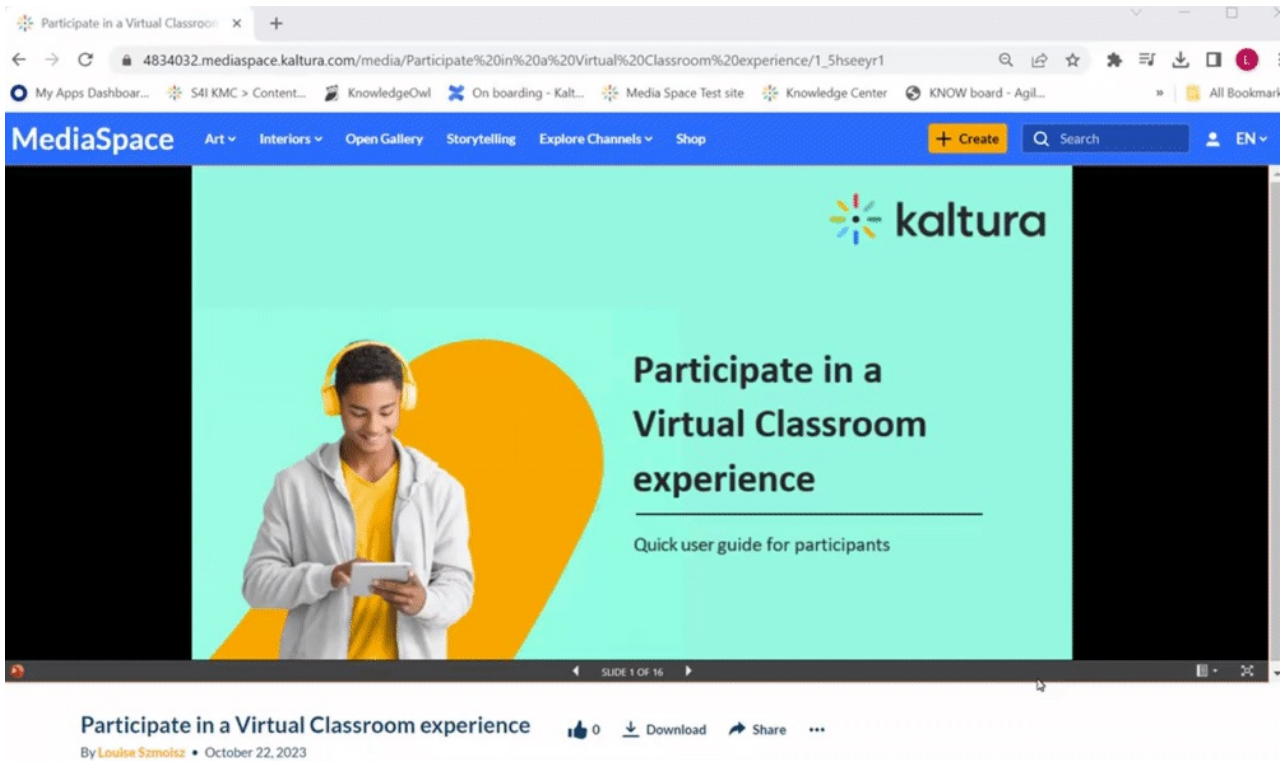 Participate in a Virtual Classroon
4834032.mediaspace.kaltura.com/media/Participate%20in%20a%20Virtual%20Classroom%20experience/1_5hseeyr1
L
My Apps Dashboar... S4I KMC > Content... KnowledgeOwl On boarding - Kalt... Media Space Test site Knowledge Center KNOW board - Agil... » All Bookmark
MediaSpace Art Interiors Open Gallery Storytelling Explore Channels Shop + Create Search EN
kaltura
Participate in a
Virtual Classroom
experience
Quick user guide for participants
SLIDE 1 OF 16
Participate in a Virtual Classroom experience 0 Download Share ...
By Louise Szmoisz • October 22, 2023